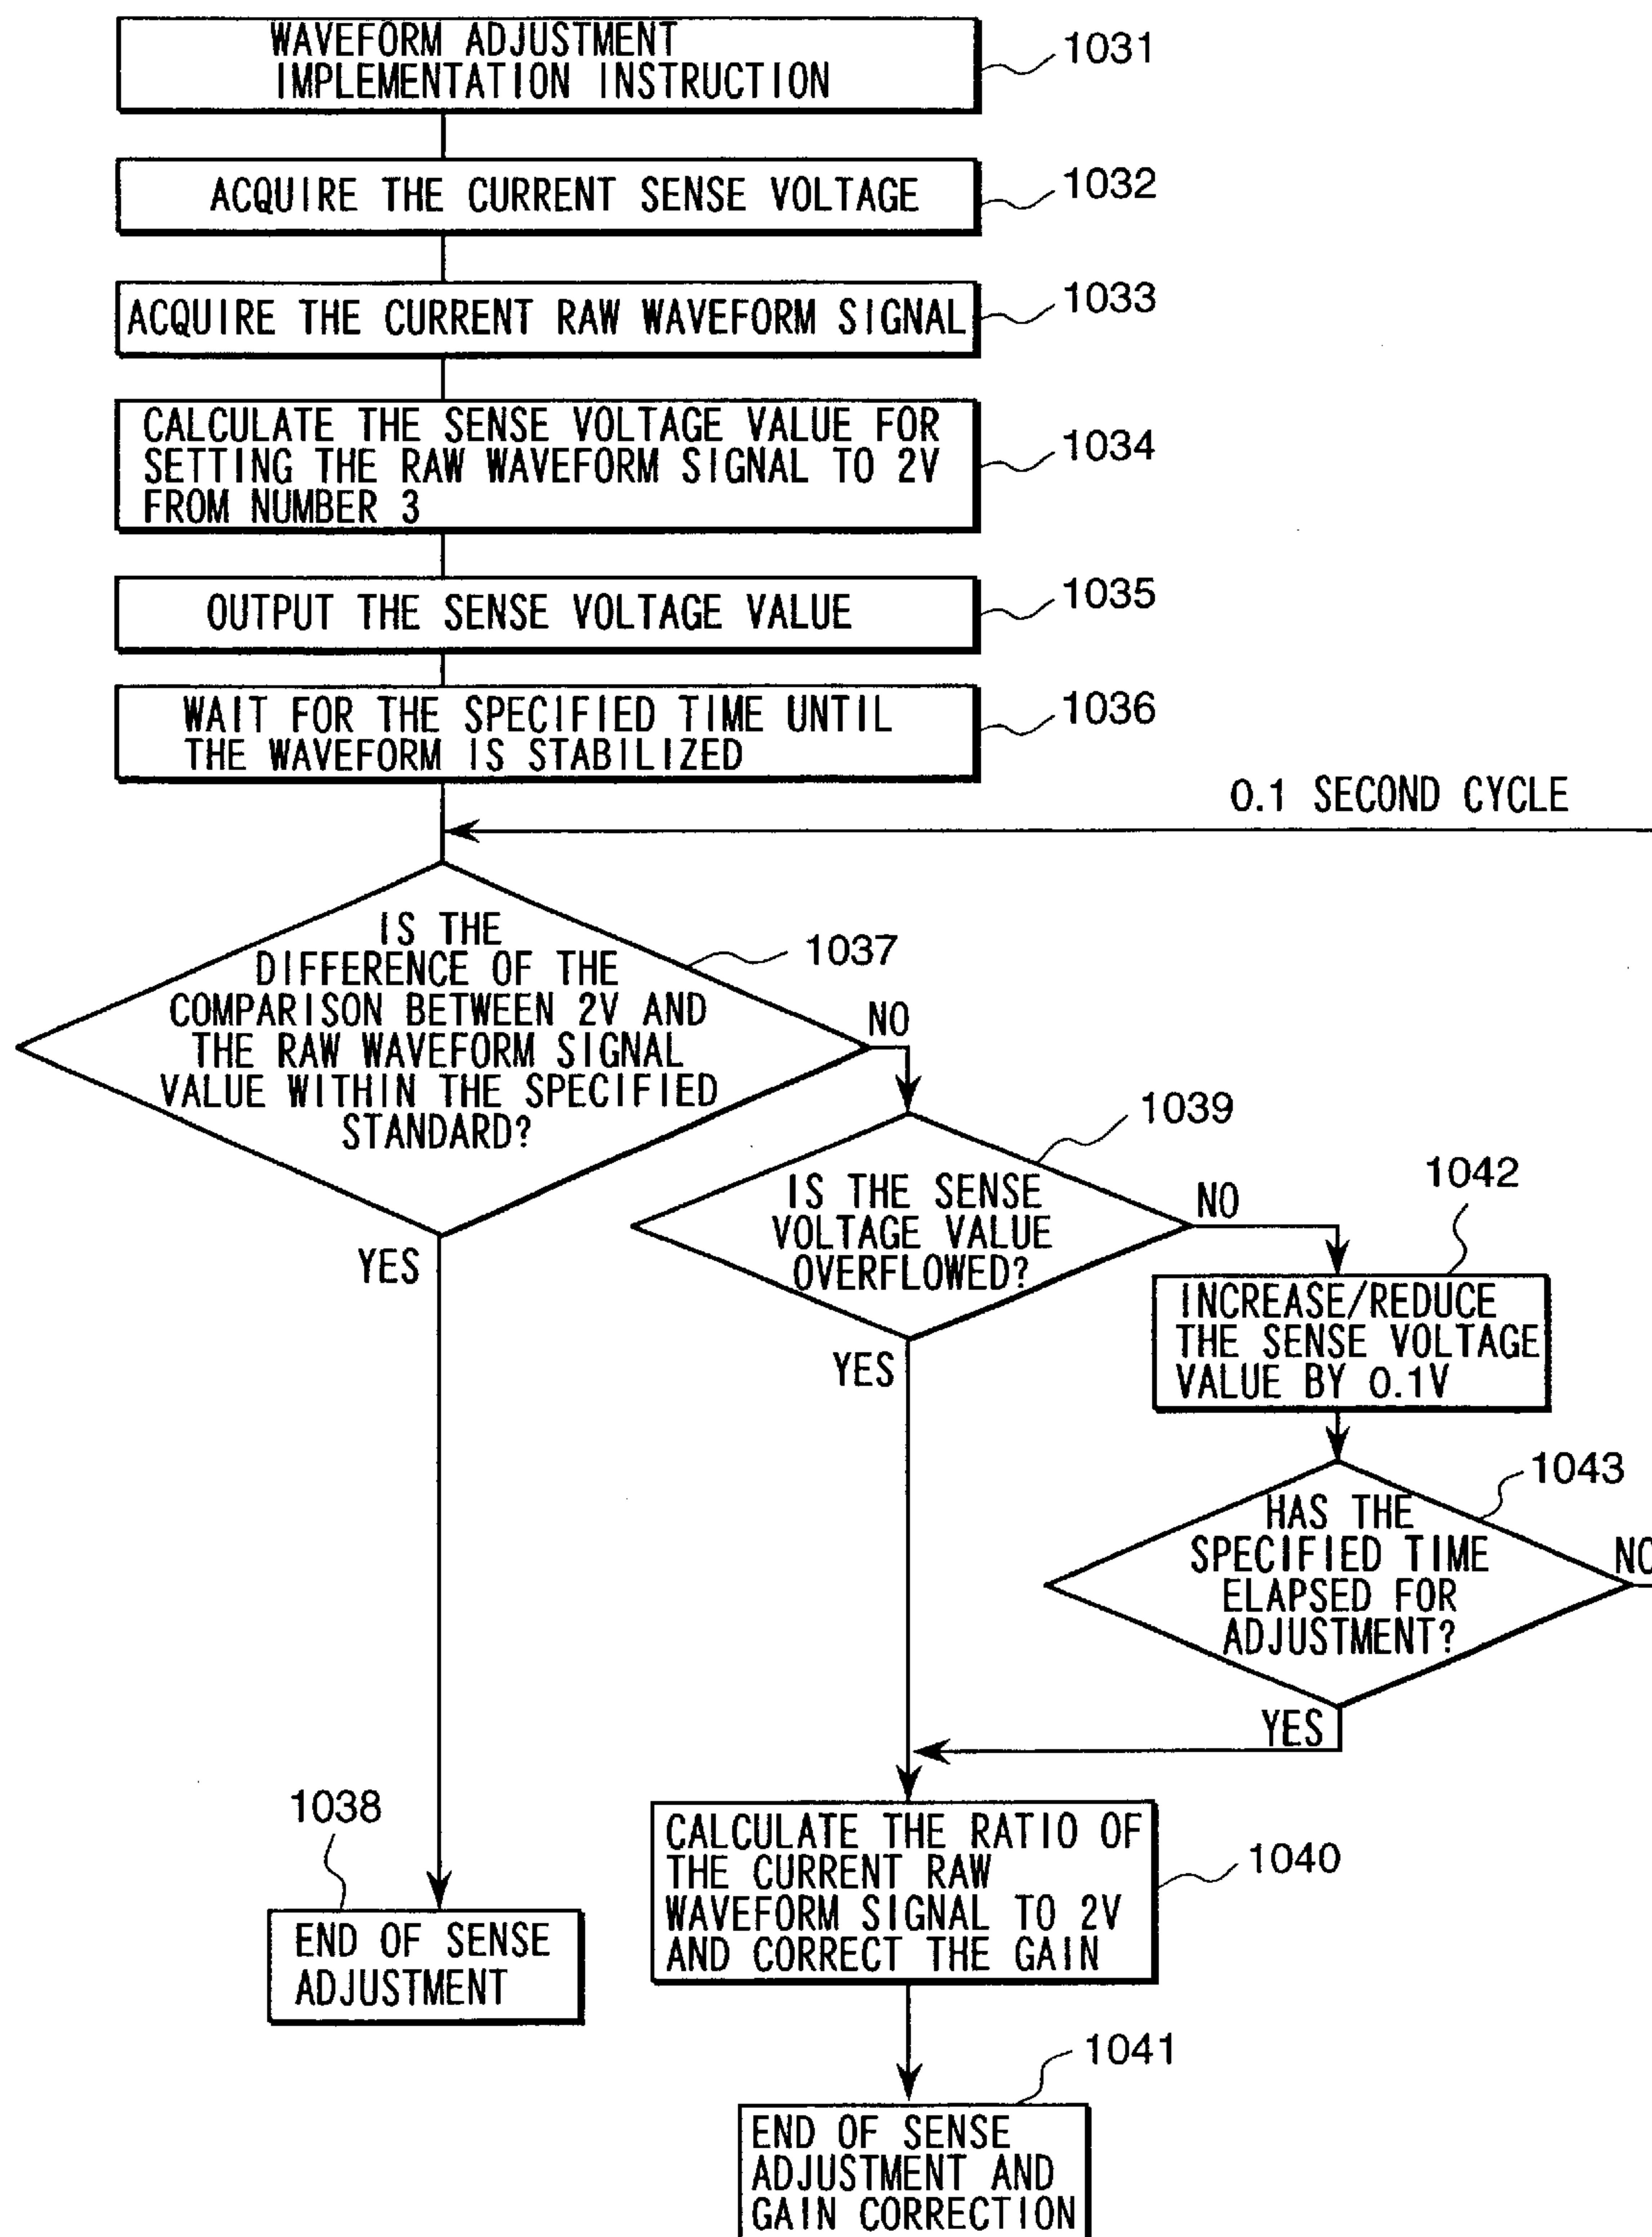 WAVEFORM ADJUSTMENT
IMPLEMENTATION INSTRUCTION
1031
ACQUIRE THE CURRENT SENSE VOLTAGE
1032
ACQUIRE THE CURRENT RAW WAVEFORM SIGNAL
1033
CALCULATE THE SENSE VOLTAGE VALUE FOR
SETTING THE RAW WAVEFORM SIGNAL TO 2V
FROM NUMBER 3
1034
OUTPUT THE SENSE VOLTAGE VALUE
1035
WAIT FOR THE SPECIFIED TIME UNTIL
THE WAVEFORM IS STABILIZED
1036
0.1 SECOND CYCLE
IS THE
DIFFERENCE OF THE
COMPARISON BETWEEN 2V AND
THE RAW WAVEFORM SIGNAL
VALUE WITHIN THE SPECIFIED
STANDARD?
1037
NO
YES
IS THE SENSE
VOLTAGE VALUE
OVERFLOWED?
1039
NO
YES
1042
INCREASE/REDUCE
THE SENSE VOLTAGE
VALUE BY 0.1V
HAS THE
SPECIFIED TIME
ELAPSED FOR
ADJUSTMENT?
1043
NO
YES
1038
END OF SENSE
ADJUSTMENT
CALCULATE THE RATIO OF
THE CURRENT RAW
WAVEFORM SIGNAL TO 2V
AND CORRECT THE GAIN
1040
1041
END OF SENSE
ADJUSTMENT AND
GAIN CORRECTION